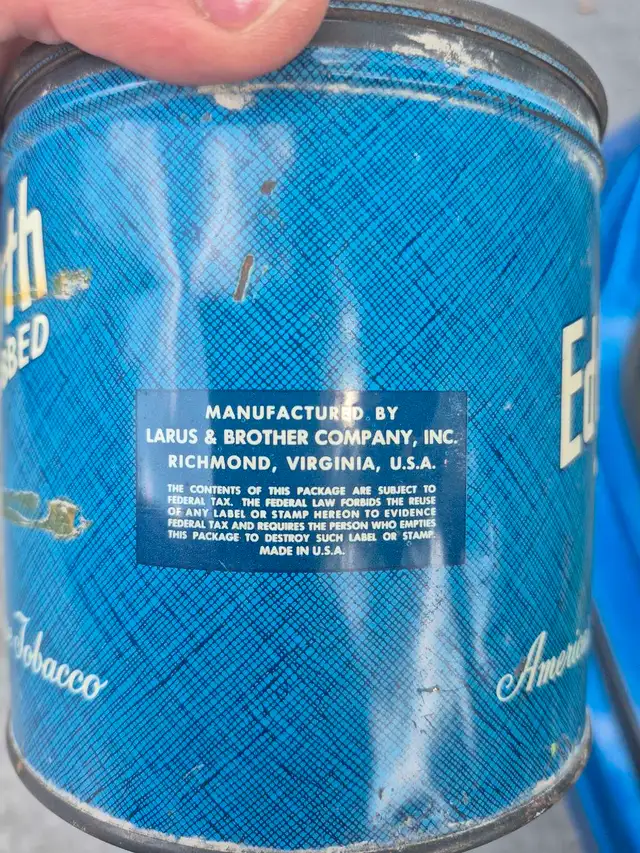 MANUFACTURED BY
LARUS & BROTHER COMPANY, INC.
RICHMOND, VIRGINIA, U.S.A.
THE CONTENTS OF THIS PACKAGE ARE SUBJECT TO
FEDERAL TAX. THE FEDERAL LAW FORBIDS THE REUSE
OF ANY LABEL OR STAMP HEREON TO EVIDENCE
FEDERAL TAX AND REQUIRES THE PERSON WHO EMPTIES
THIS PACKAGE TO DESTROY SUCH LABEL OR STAMP.
MADE IN U.S.A.
Tobacco